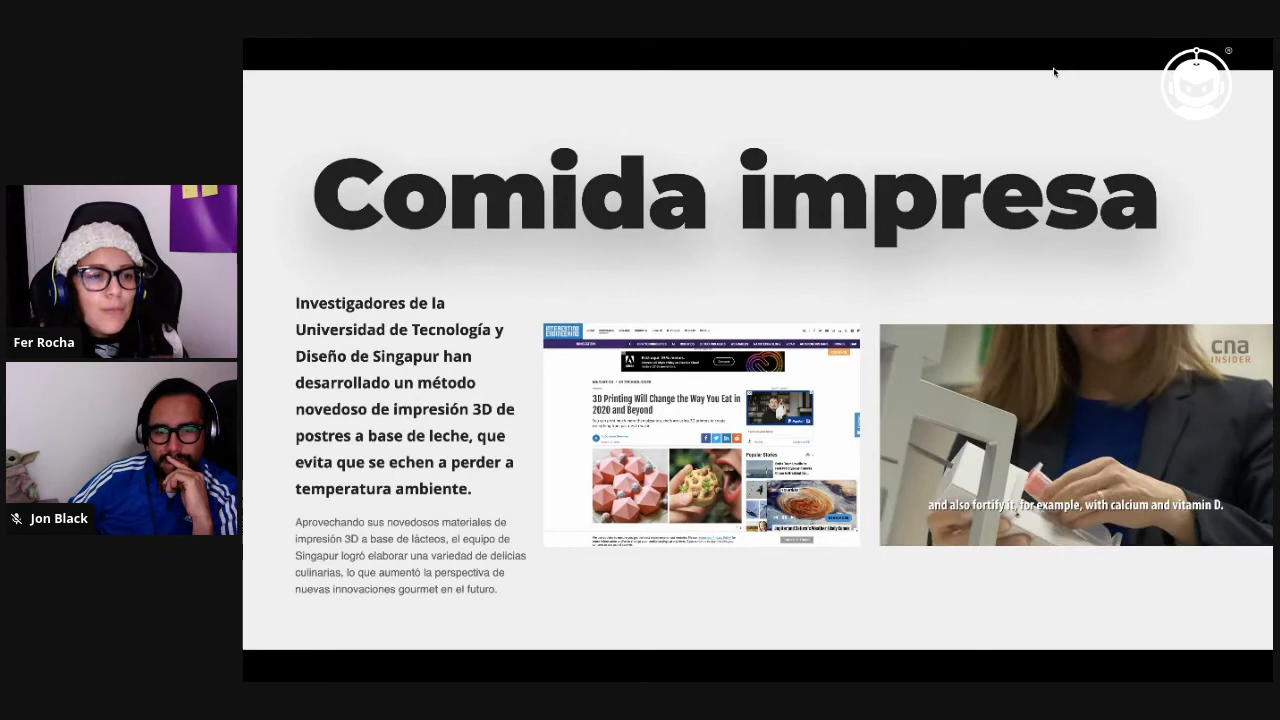 Comida impresa
Fer Rocha
Jon Black
Investigadores de la
Universidad de Tecnología y
Diseño de Singapur han
desarrollado un método
novedoso de impresión 3D de
postres a base de leche, que
evita que se echen a perder a
temperatura ambiente.
Aprovechando sus novedosos materiales de
impresión 3D a base de lácteos, el equipo de
Singapur logró elaborar una variedad de delicias
culinarias, lo que aumentó la perspectiva de
nuevas innovaciones gourmet en el futuro.
INTERESTING
ENGINEERING
3D Printing Will Change the Way You Eat in
2020 and Beyond
Popular Stories
cna
INSIDER
and also fortify it, for example, with calcium and vitamin D.